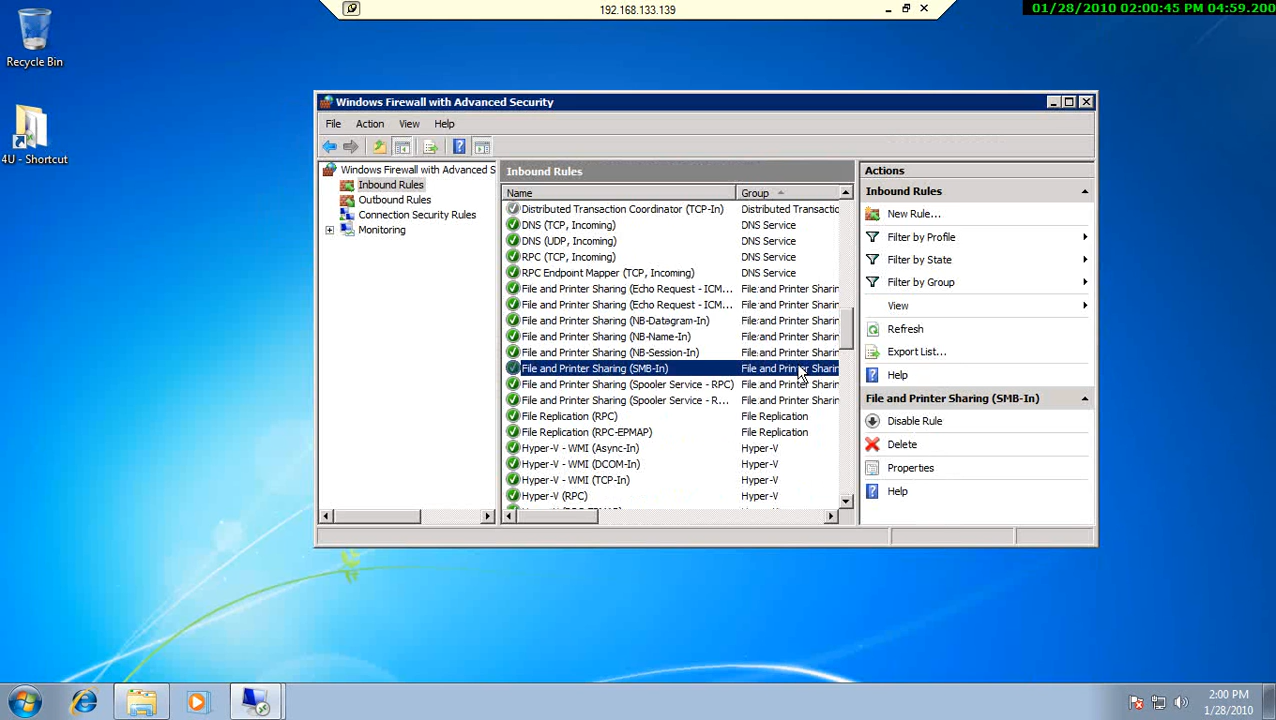 192.168.133.139
01/28/2010 02:00:45 PM 04:59.200
Recycle Bin
4U - Shortcut
Windows Firewall with Advanced Security
File Action View Help
Windows Firewall with Advanced S
Inbound Rules
Outbound Rules
Connection Security Rules
Monitoring
Inbound Rules
Name Group
Distributed Transaction Coordinator (TCP-In) Distributed Transactio
DNS (TCP, Incoming) DNS Service
DNS (UDP, Incoming) DNS Service
RPC (TCP, Incoming) DNS Service
RPC Endpoint Mapper (TCP, Incoming) DNS Service
File and Printer Sharing (Echo Request - ICM... File and Printer Sharin
File and Printer Sharing (Echo Request - ICM... File and Printer Sharin
File and Printer Sharing (NB-Datagram-In) File and Printer Sharin
File and Printer Sharing (NB-Name-In) File and Printer Sharin
File and Printer Sharing (NB-Session-In) File and Printer Sharin
File and Printer Sharing (SMB-In) File and Printer Sharin
File and Printer Sharing (Spooler Service - RPC) File and Printer Sharin
File and Printer Sharing (Spooler Service - R... File and Printer Sharin
File Replication (RPC) File Replication
File Replication (RPC-EPMAP) File Replication
Hyper-V - WMI (Async-In) Hyper-V
Hyper-V - WMI (DCOM-In) Hyper-V
Hyper-V - WMI (TCP-In) Hyper-V
Hyper-V (RPC) Hyper-V
Actions
Inbound Rules
New Rule...
Filter by Profile
Filter by State
Filter by Group
View
Refresh
Export List...
Help
File and Printer Sharing (SMB-In)
Disable Rule
Delete
Properties
Help
2:00 PM
1/28/2010